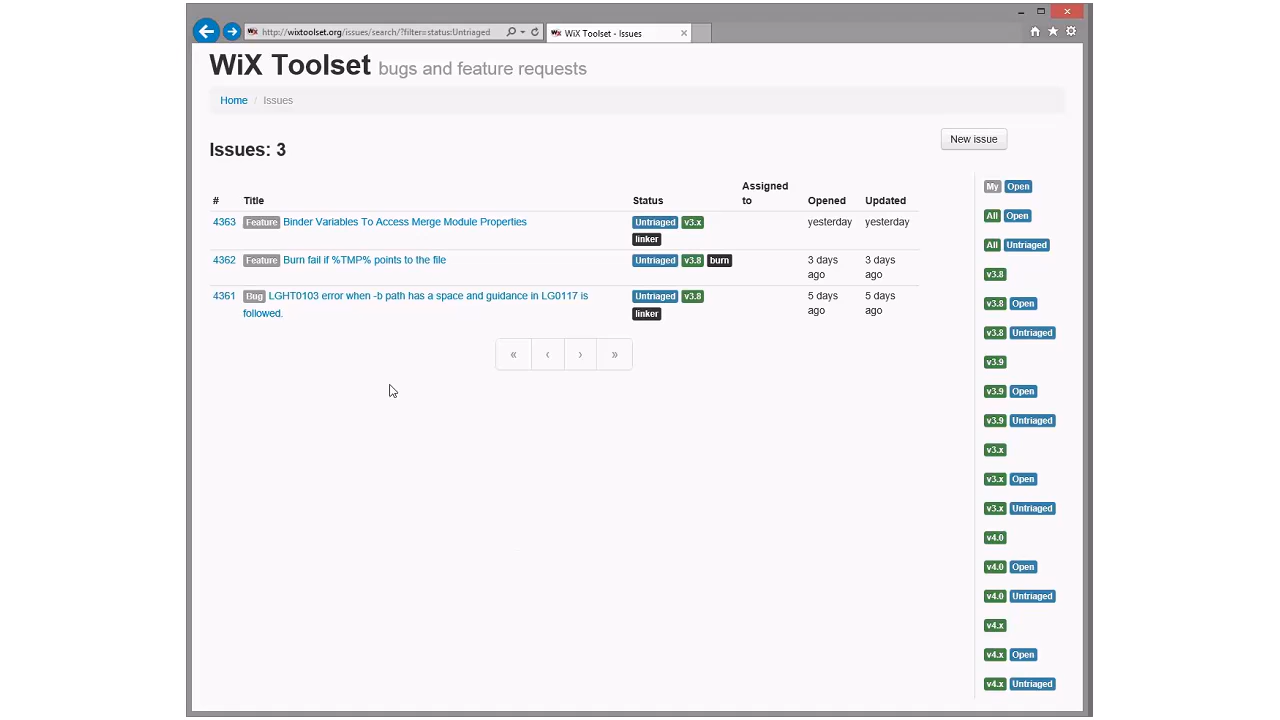 http://wixtoolset.org/issues/search/?filter=status:Untriaged
WiX Toolset - Issues
WiX Toolset bugs and feature requests
Home / Issues
Issues: 3
New issue
# Title Status Assigned to Opened Updated
4363 Feature Binder Variables To Access Merge Module Properties Untriaged v3.x yesterday yesterday
linker
4362 Feature Burn fail if %TMP% points to the file Untriaged v3.8 burn 3 days ago 3 days ago
4361 Bug LGHT0103 error when -b path has a space and guidance in LG0117 is Untriaged v3.8 5 days ago 5 days ago
followed. linker
« ‹ › »
My Open
All Open
All Untriaged
v3.8
v3.8 Open
v3.8 Untriaged
v3.9
v3.9 Open
v3.9 Untriaged
v3.x
v3.x Open
v3.x Untriaged
v4.0
v4.0 Open
v4.0 Untriaged
v4.x
v4.x Open
v4.x Untriaged